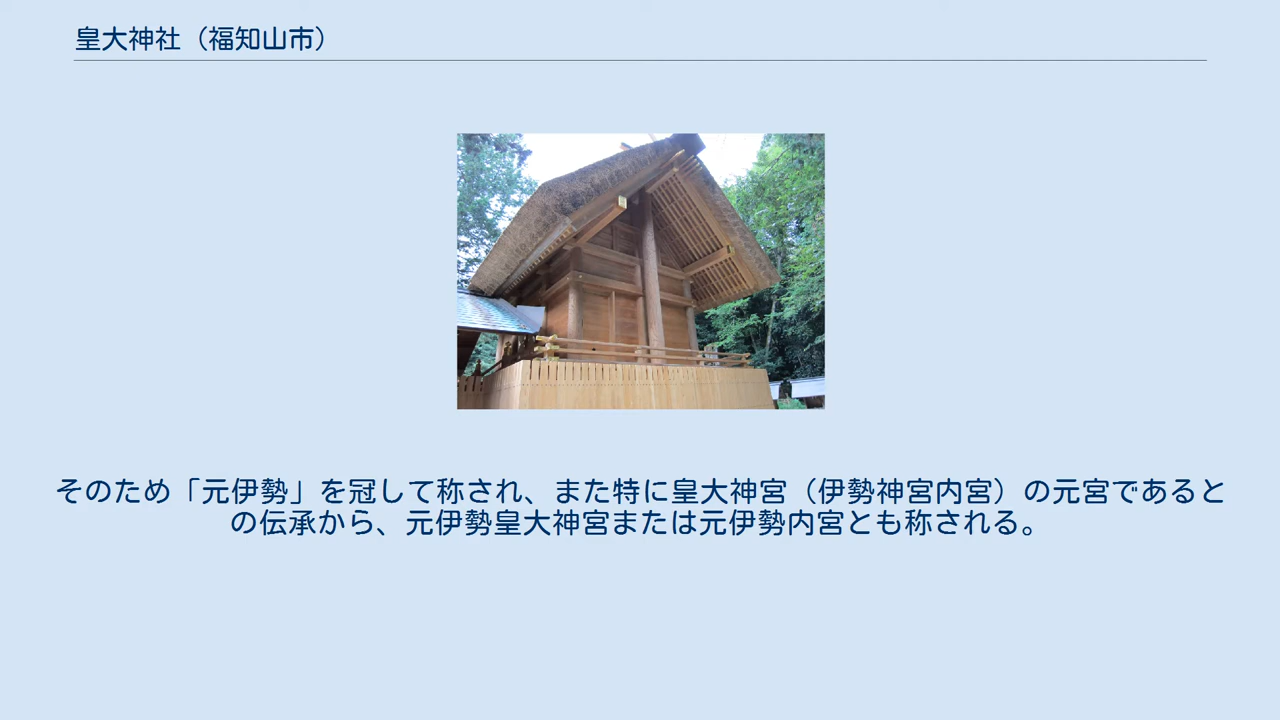 皇大神社（福知山市）
そのため「元伊勢」を冠して称され、また特に皇大神宮（伊勢神宮内宮）の元宮であると
の伝承から、元伊勢皇大神宮または元伊勢内宮とも称される。